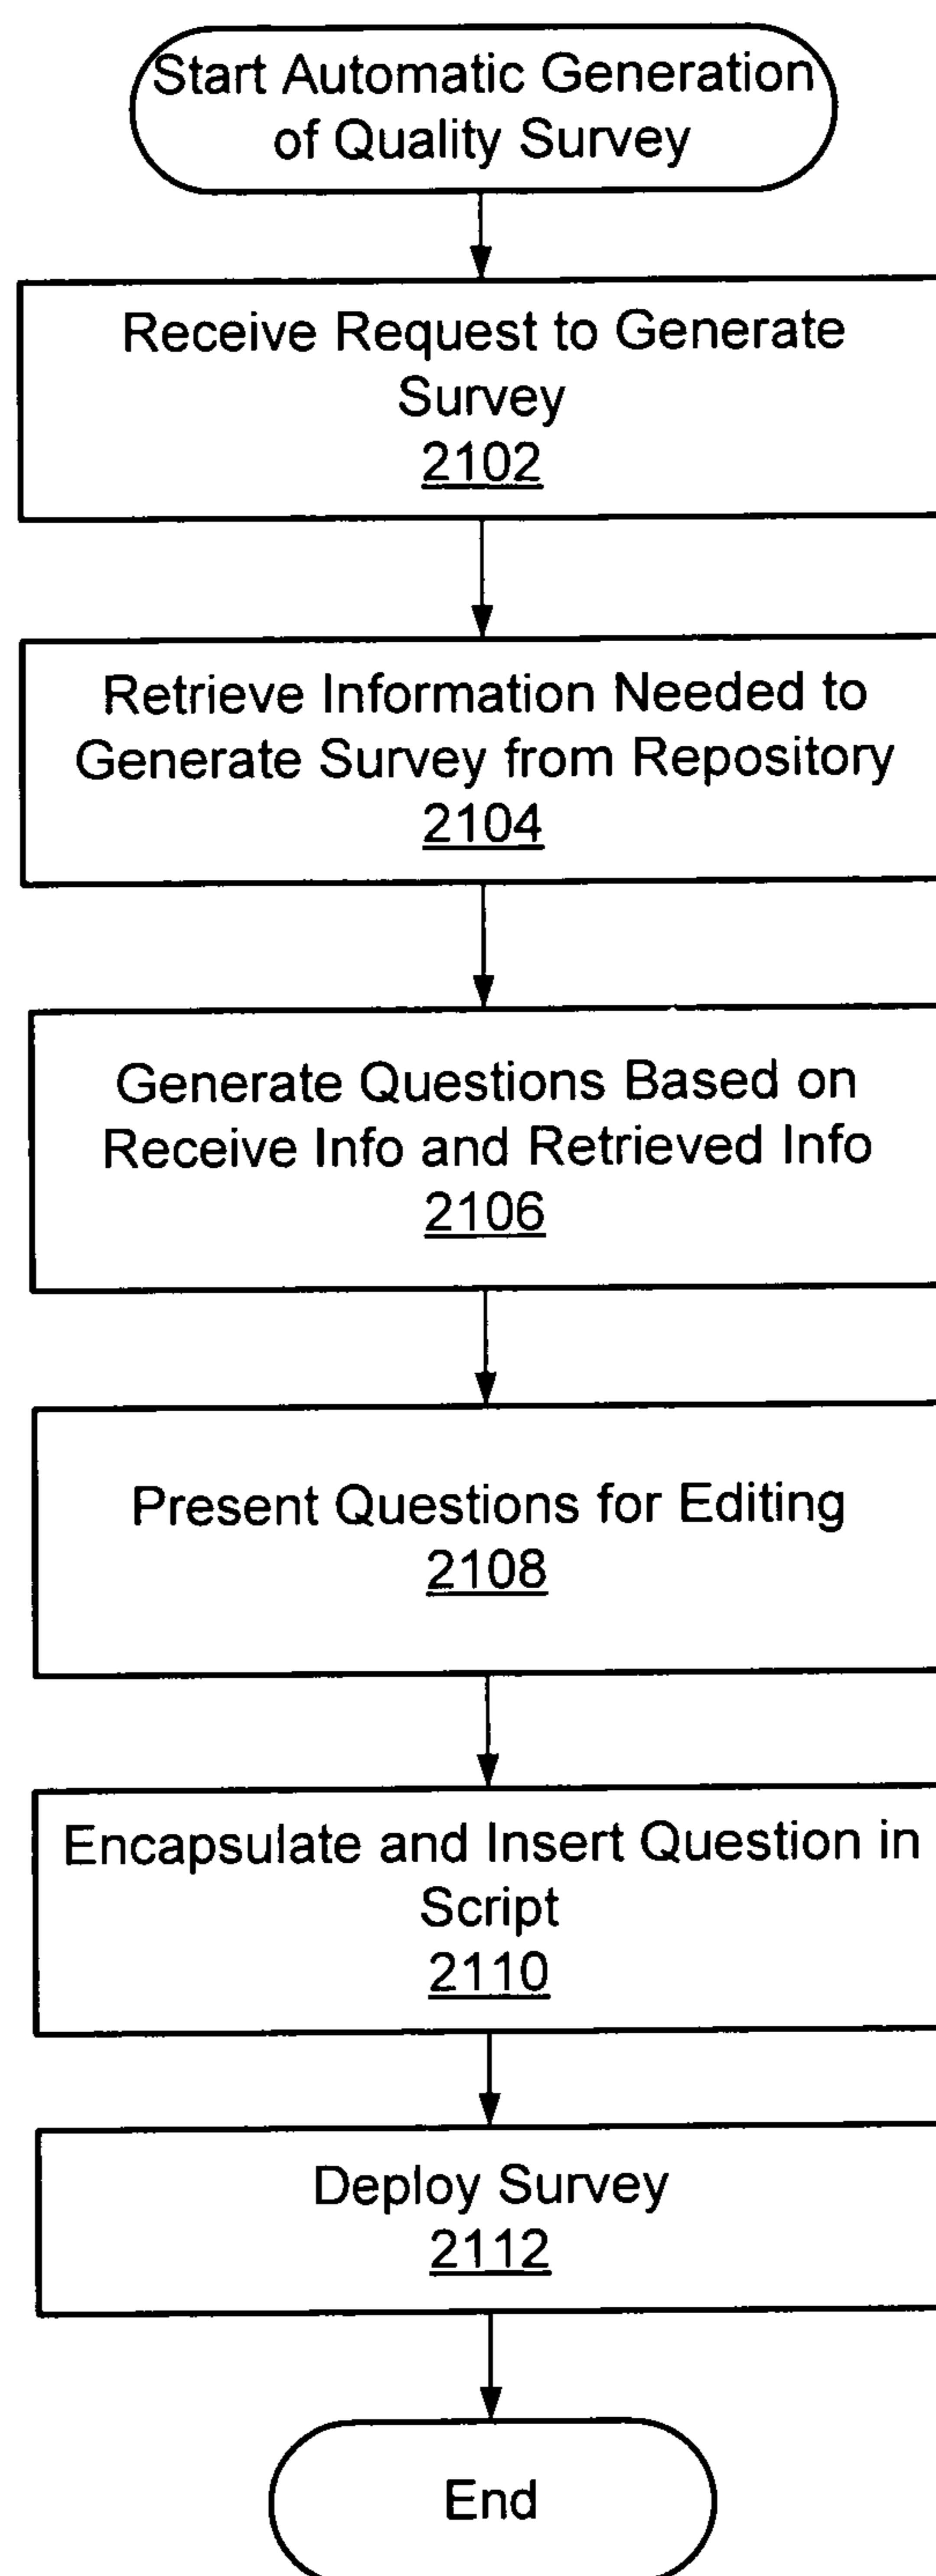 Start Automatic Generation
of Quality Survey
Receive Request to Generate
Survey
2102
Retrieve Information Needed to
Generate Survey from Repository
2104
Generate Questions Based on
Receive Info and Retrieved Info
2106
Present Questions for Editing
2108
Encapsulate and Insert Question in
Script
2110
Deploy Survey
2112
End